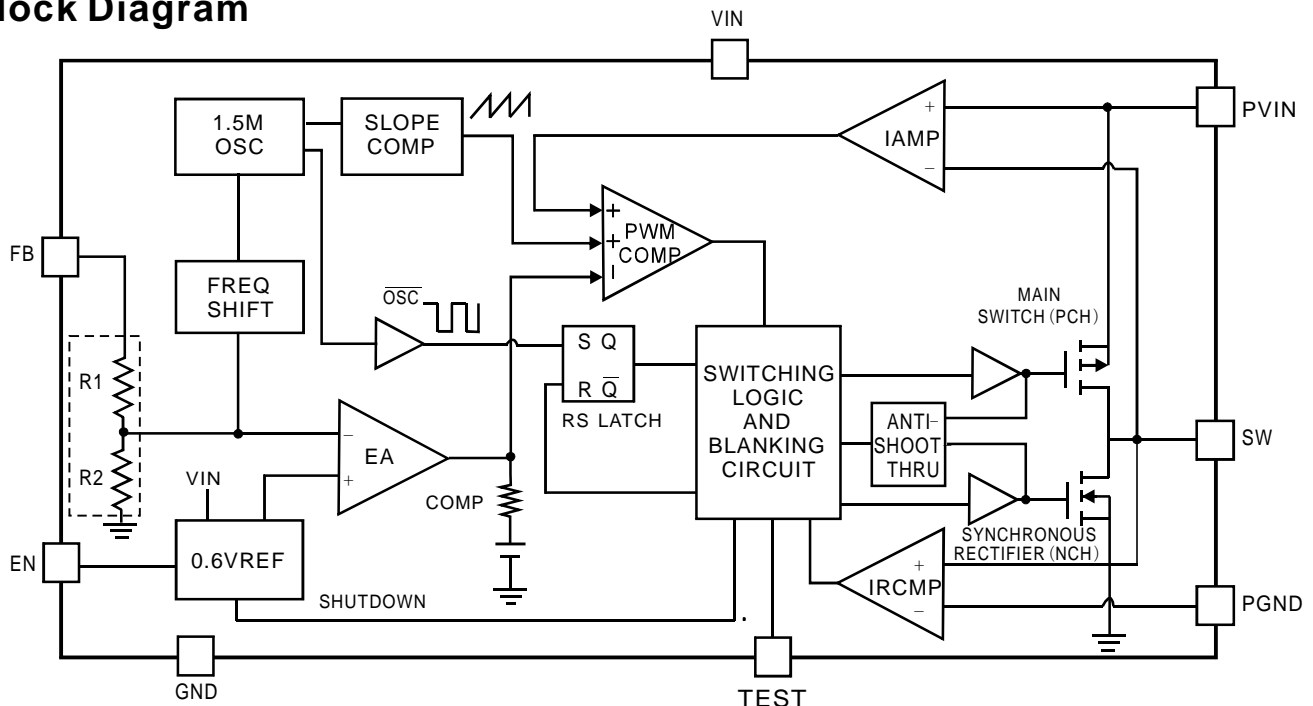 lock Diagram
VIN
1.5M
OSC
SLOPE
COMP
IAMP
+
−
PVIN
FB
FREQ
SHIFT
OSC
+
+
−
PWM
COMP
MAIN
SWITCH (PCH)
R1
R2
S Q
R Q
RS LATCH
SWITCHING
LOGIC
AND
BLANKING
CIRCUIT
ANTI-
SHOOT
THRU
SW
−
EA
+
COMP
VIN
EN
0.6VREF
SHUTDOWN
SYNCHRONOUS
RECTIFIER (NCH)
+
IRCMP
−
PGND
GND
TEST